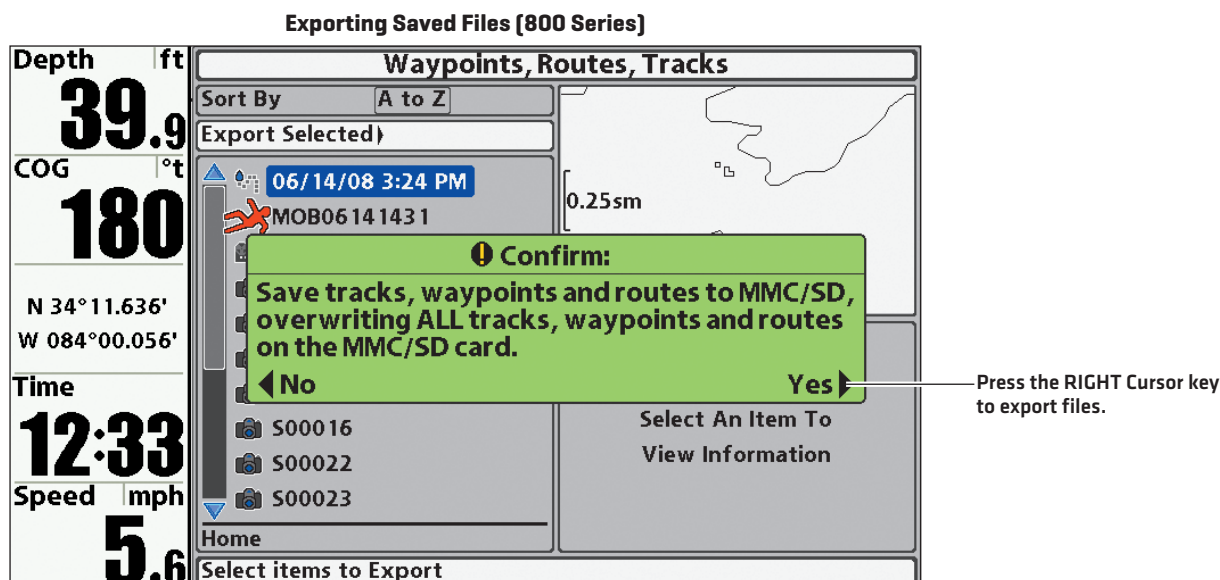 Exporting Saved Files (800 Series)
Depth ft
39.9
COG °t
180
N 34°11.636'
W 084°00.056'
Time
12:33
Speed mph
5.6
Waypoints, Routes, Tracks
Sort By A to Z
Export Selected
06/14/08 3:24 PM
MOB06141431
0.25sm
Confirm:
Save tracks, waypoints and routes to MMC/SD,
overwriting ALL tracks, waypoints and routes
on the MMC/SD card.
No Yes
S00016
S00022
S00023
Home
Select An Item To
View Information
Select items to Export
Press the RIGHT Cursor key
to export files.